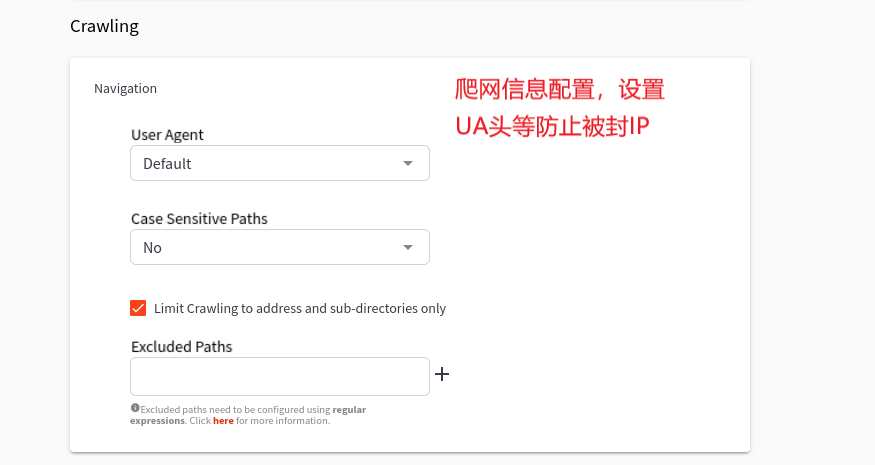 Crawling
Navigation
爬网信息配置，设置
UA头等防止被封IP
User Agent
Default
Case Sensitive Paths
No
Limit Crawling to address and sub-directories only
Excluded Paths
Excluded paths need to be configured using regular
expressions. Click here for more information.